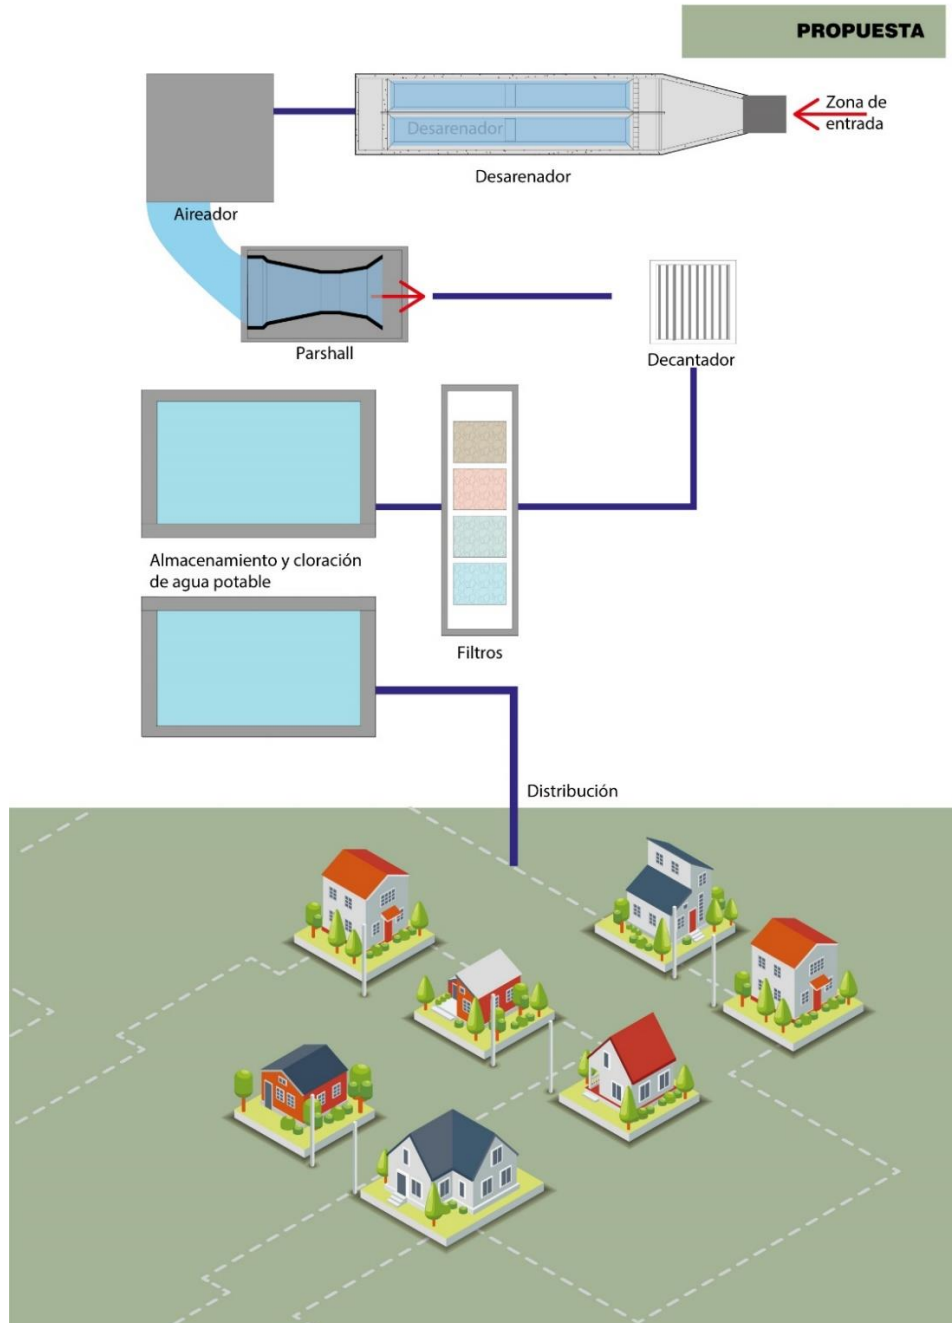 PROPUESTA
Zona de
entrada
Desarenador
Desarenador
Aireador
Parshall
Decantador
Almacenamiento y cloración
de agua potable
Filtros
Distribución